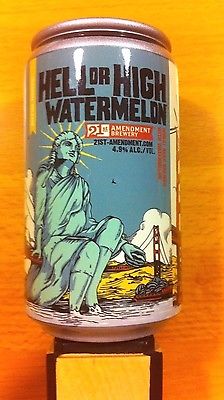 HELL OR HIGH
WATERMELON
21st AMENDMENT
BREWERY
21ST-AMENDMENT.COM
4.9% ALC./VOL.